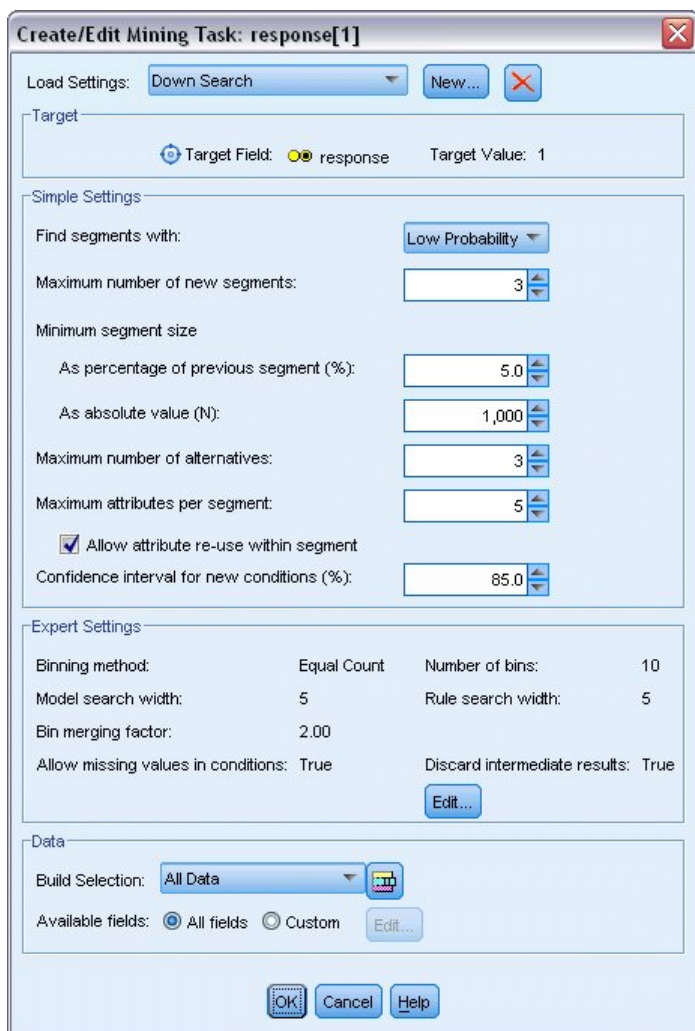 Create/Edit Mining Task: response[1]
Load Settings: Down Search New...
Target
Target Field: response Target Value: 1
Simple Settings
Find segments with: Low Probability
Maximum number of new segments: 3
Minimum segment size
As percentage of previous segment (%): 5.0
As absolute value (N): 1,000
Maximum number of alternatives: 3
Maximum attributes per segment: 5
Allow attribute re-use within segment
Confidence interval for new conditions (%): 85.0
Expert Settings
Binning method: Equal Count Number of bins: 10
Model search width: 5 Rule search width: 5
Bin merging factor: 2.00
Allow missing values in conditions: True Discard intermediate results: True
Edit...
Data
Build Selection: All Data
Available fields: All fields Custom Edit...
OK Cancel Help